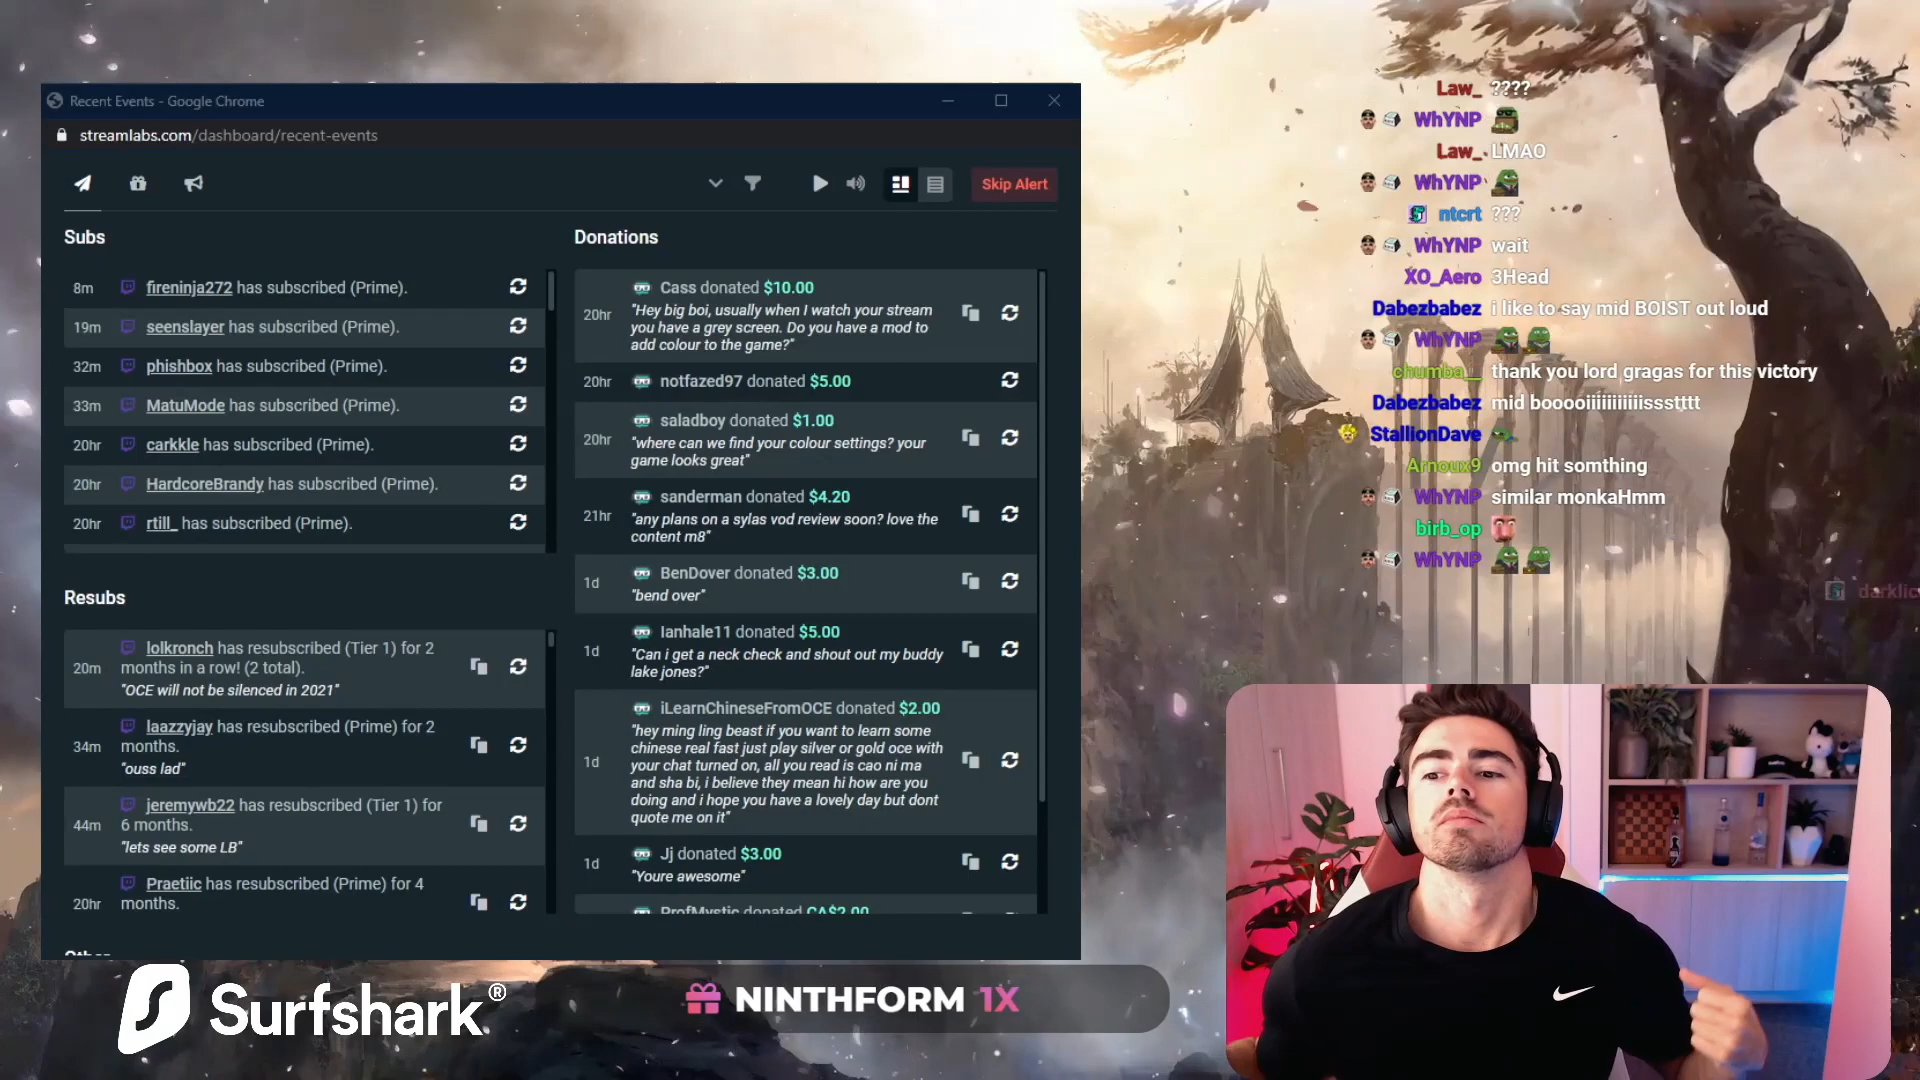 Recent Events - Google Chrome
streamlabs.com/dashboard/recent-events
Skip Alert
Subs
8m fireninja272 has subscribed (Prime).
19m seenslayer has subscribed (Prime).
32m phishbox has subscribed (Prime).
33m MatuMode has subscribed (Prime).
20hr carkkle has subscribed (Prime).
20hr HardcoreBrandy has subscribed (Prime).
20hr rtill_ has subscribed (Prime).
Resubs
lolkronch has resubscribed (Tier 1) for 2
20m months in a row! (2 total).
"OCE will not be silenced in 2021"
laazzyjay has resubscribed (Prime) for 2
34m months.
"ouss lad"
jeremywb22 has resubscribed (Tier 1) for
44m 6 months.
"lets see some LB"
Praetiic has resubscribed (Prime) for 4
20hr months.
Other
Donations
Cass donated $10.00
20hr "Hey big boi, usually when I watch your stream
you have a grey screen. Do you have a mod to
add colour to the game?"
20hr notfazed97 donated $5.00
saladboy donated $1.00
20hr "where can we find your colour settings? your
game looks great"
sanderman donated $4.20
21hr "any plans on a sylas vod review soon? love the
content m8"
BenDover donated $3.00
1d "bend over"
Ianhale11 donated $5.00
1d "Can i get a neck check and shout out my buddy
lake jones?"
iLearnChineseFromOCE donated $2.00
"hey ming ling beast if you want to learn some
chinese real fast just play silver or gold oce with
1d your chat turned on, all you read is cao ni ma
and sha bi, i believe they mean hi how are you
doing and i hope you have a lovely day but dont
quote me on it"
Jj donated $3.00
1d "Youre awesome"
ProfMystic donated CA$2.00
Law_ ????
WhYNP
Law_ LMAO
WhYNP
ntcrt ???
WhYNP wait
XO_Aero 3Head
Dabezbabez i like to say mid BOIST out loud
WhYNP
chumba__ thank you lord gragas for this victory
Dabezbabez mid booooiiiiiiiiiiisssttttt
StallionDave
Arnoux9 omg hit somthing
WhYNP similar monkaHmm
birb_op
WhYNP
darklic
Surfshark®
NINTHFORM 1X